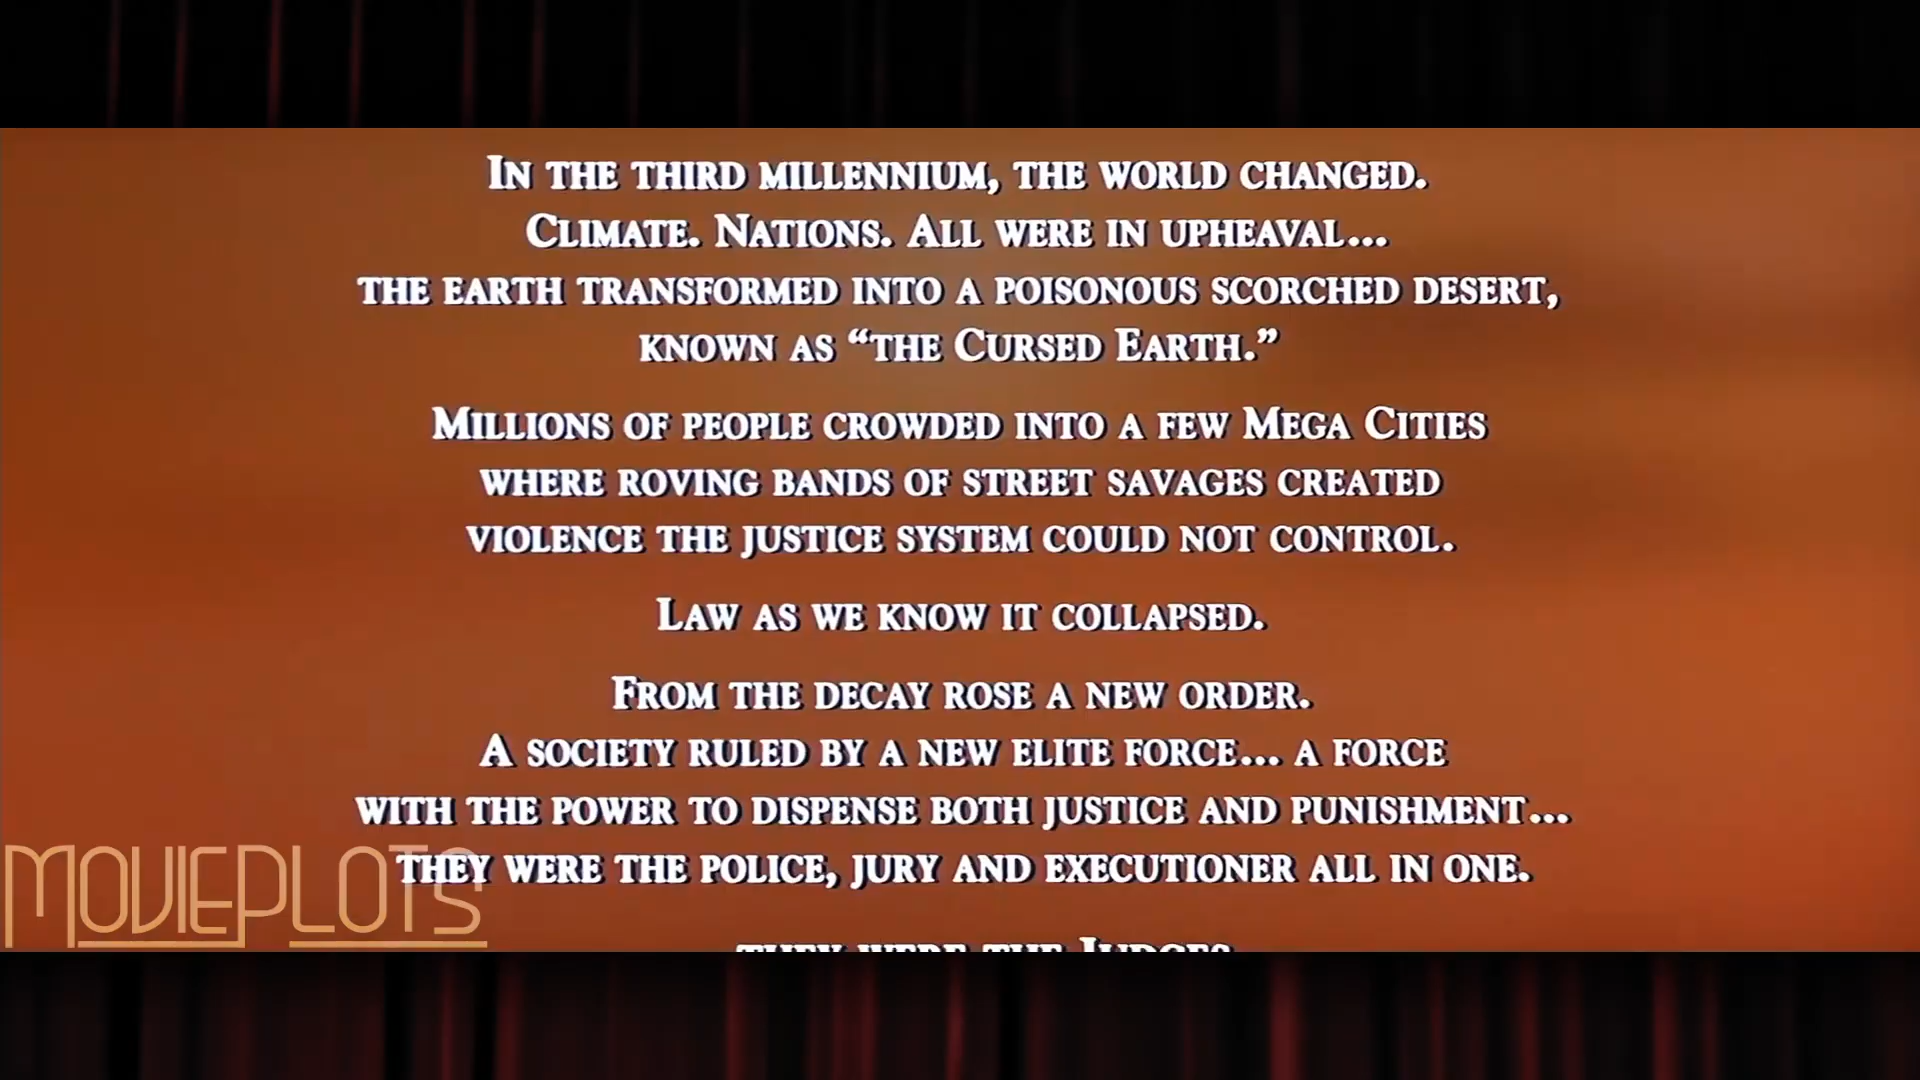 In the third millennium, the world changed.
Climate. Nations. All were in upheaval...
the earth transformed into a poisonous scorched desert,
known as “the Cursed Earth.”
Millions of people crowded into a few Mega Cities
where roving bands of street savages created
violence the justice system could not control.
Law as we know it collapsed.
From the decay rose a new order.
A society ruled by a new elite force... a force
with the power to dispense both justice and punishment...
They were the police, jury and executioner all in one.
they were the Judges
MOVIEPLOTS